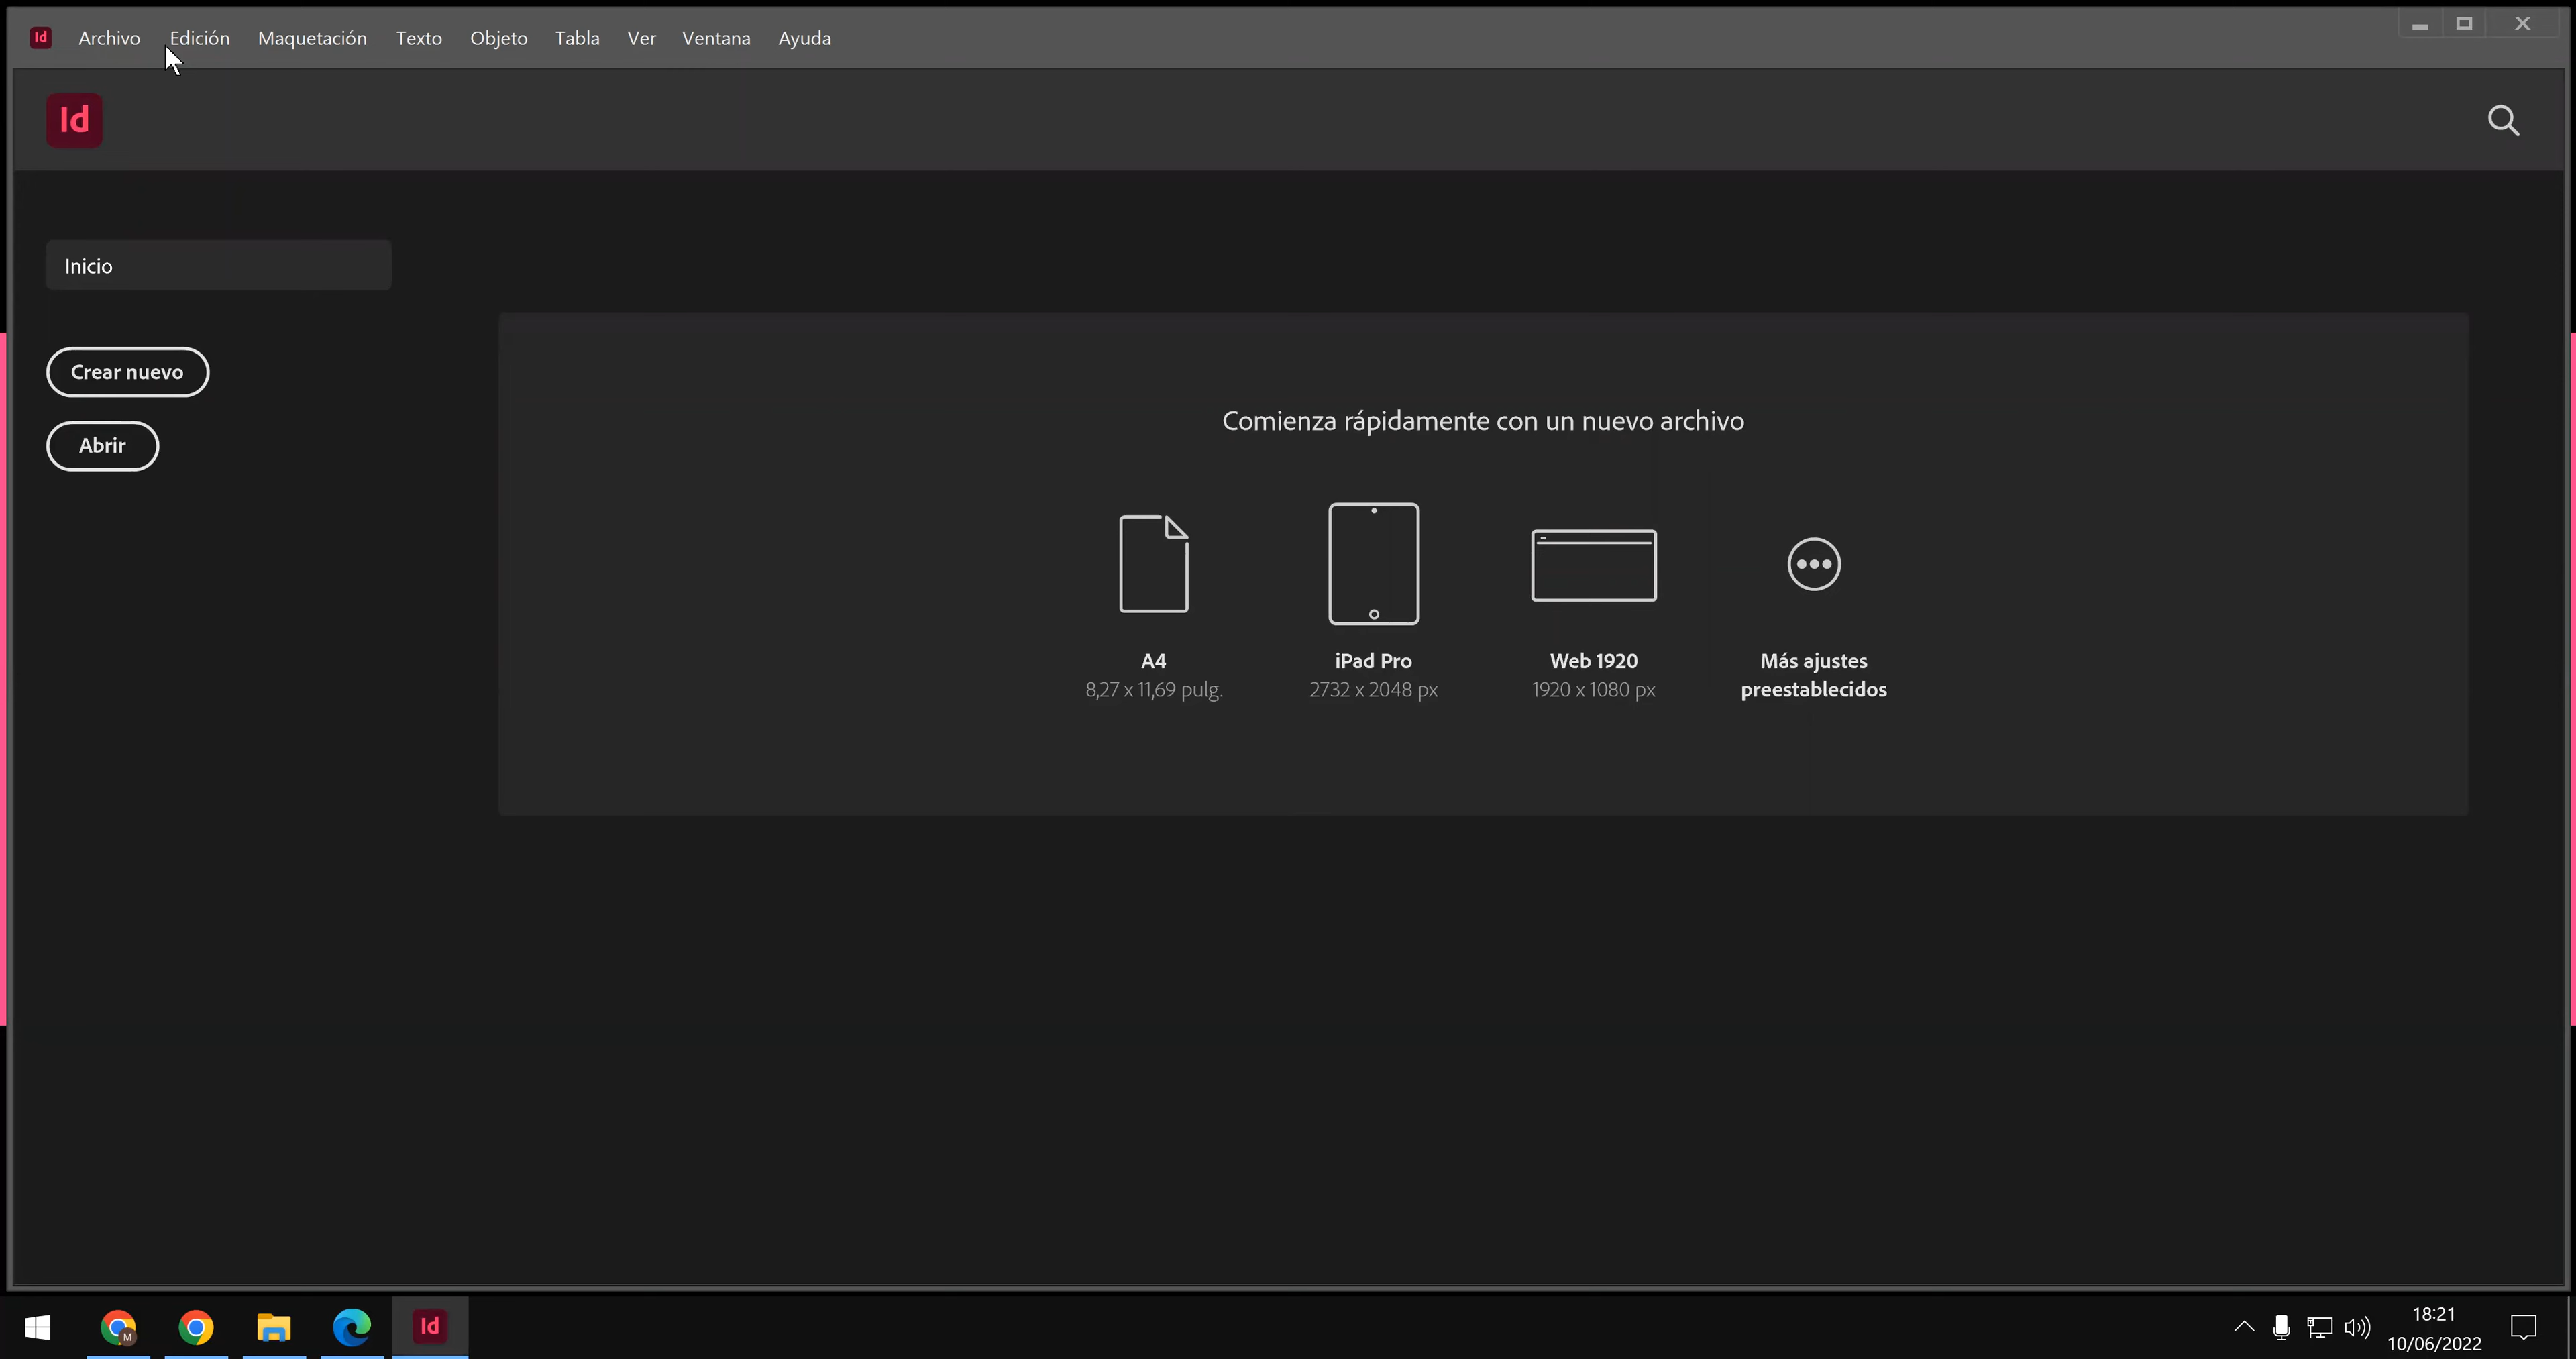 Id Archivo Edición Maquetación Texto Objeto Tabla Ver Ventana Ayuda
Id
Inicio
Crear nuevo
Abrir
Comienza rápidamente con un nuevo archivo
A4
8,27 x 11,69 pulg.
iPad Pro
2732 x 2048 px
Web 1920
1920 x 1080 px
Más ajustes
preestablecidos
M
Id
18:21
10/06/2022